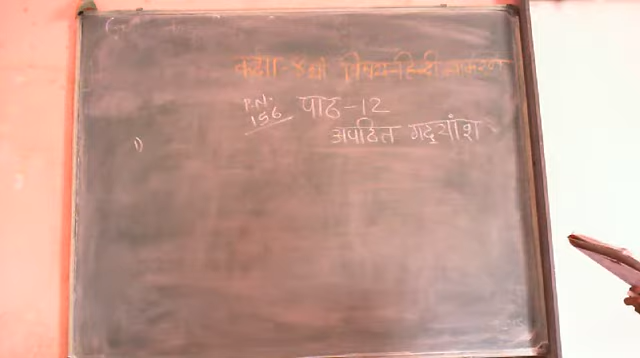 कक्षा-4थी विषय-हिन्दी व्याकरण
P.N. 156 पाठ-12
अपठित गद्यांश
1)